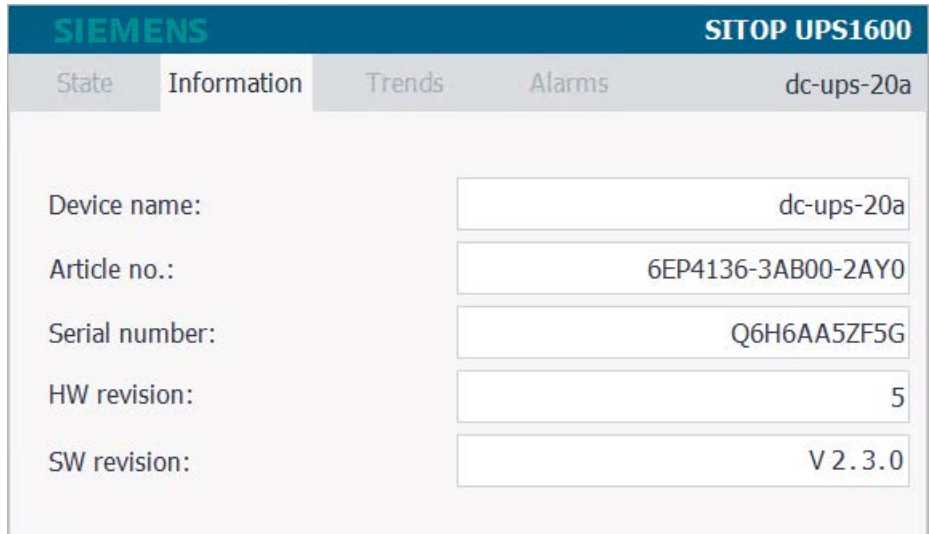 SIEMENS SITOP UPS1600
State Information Trends Alarms dc-ups-20a
Device name: dc-ups-20a
Article no.: 6EP4136-3AB00-2AY0
Serial number: Q6H6AA5ZF5G
HW revision: 5
SW revision: V 2.3.0